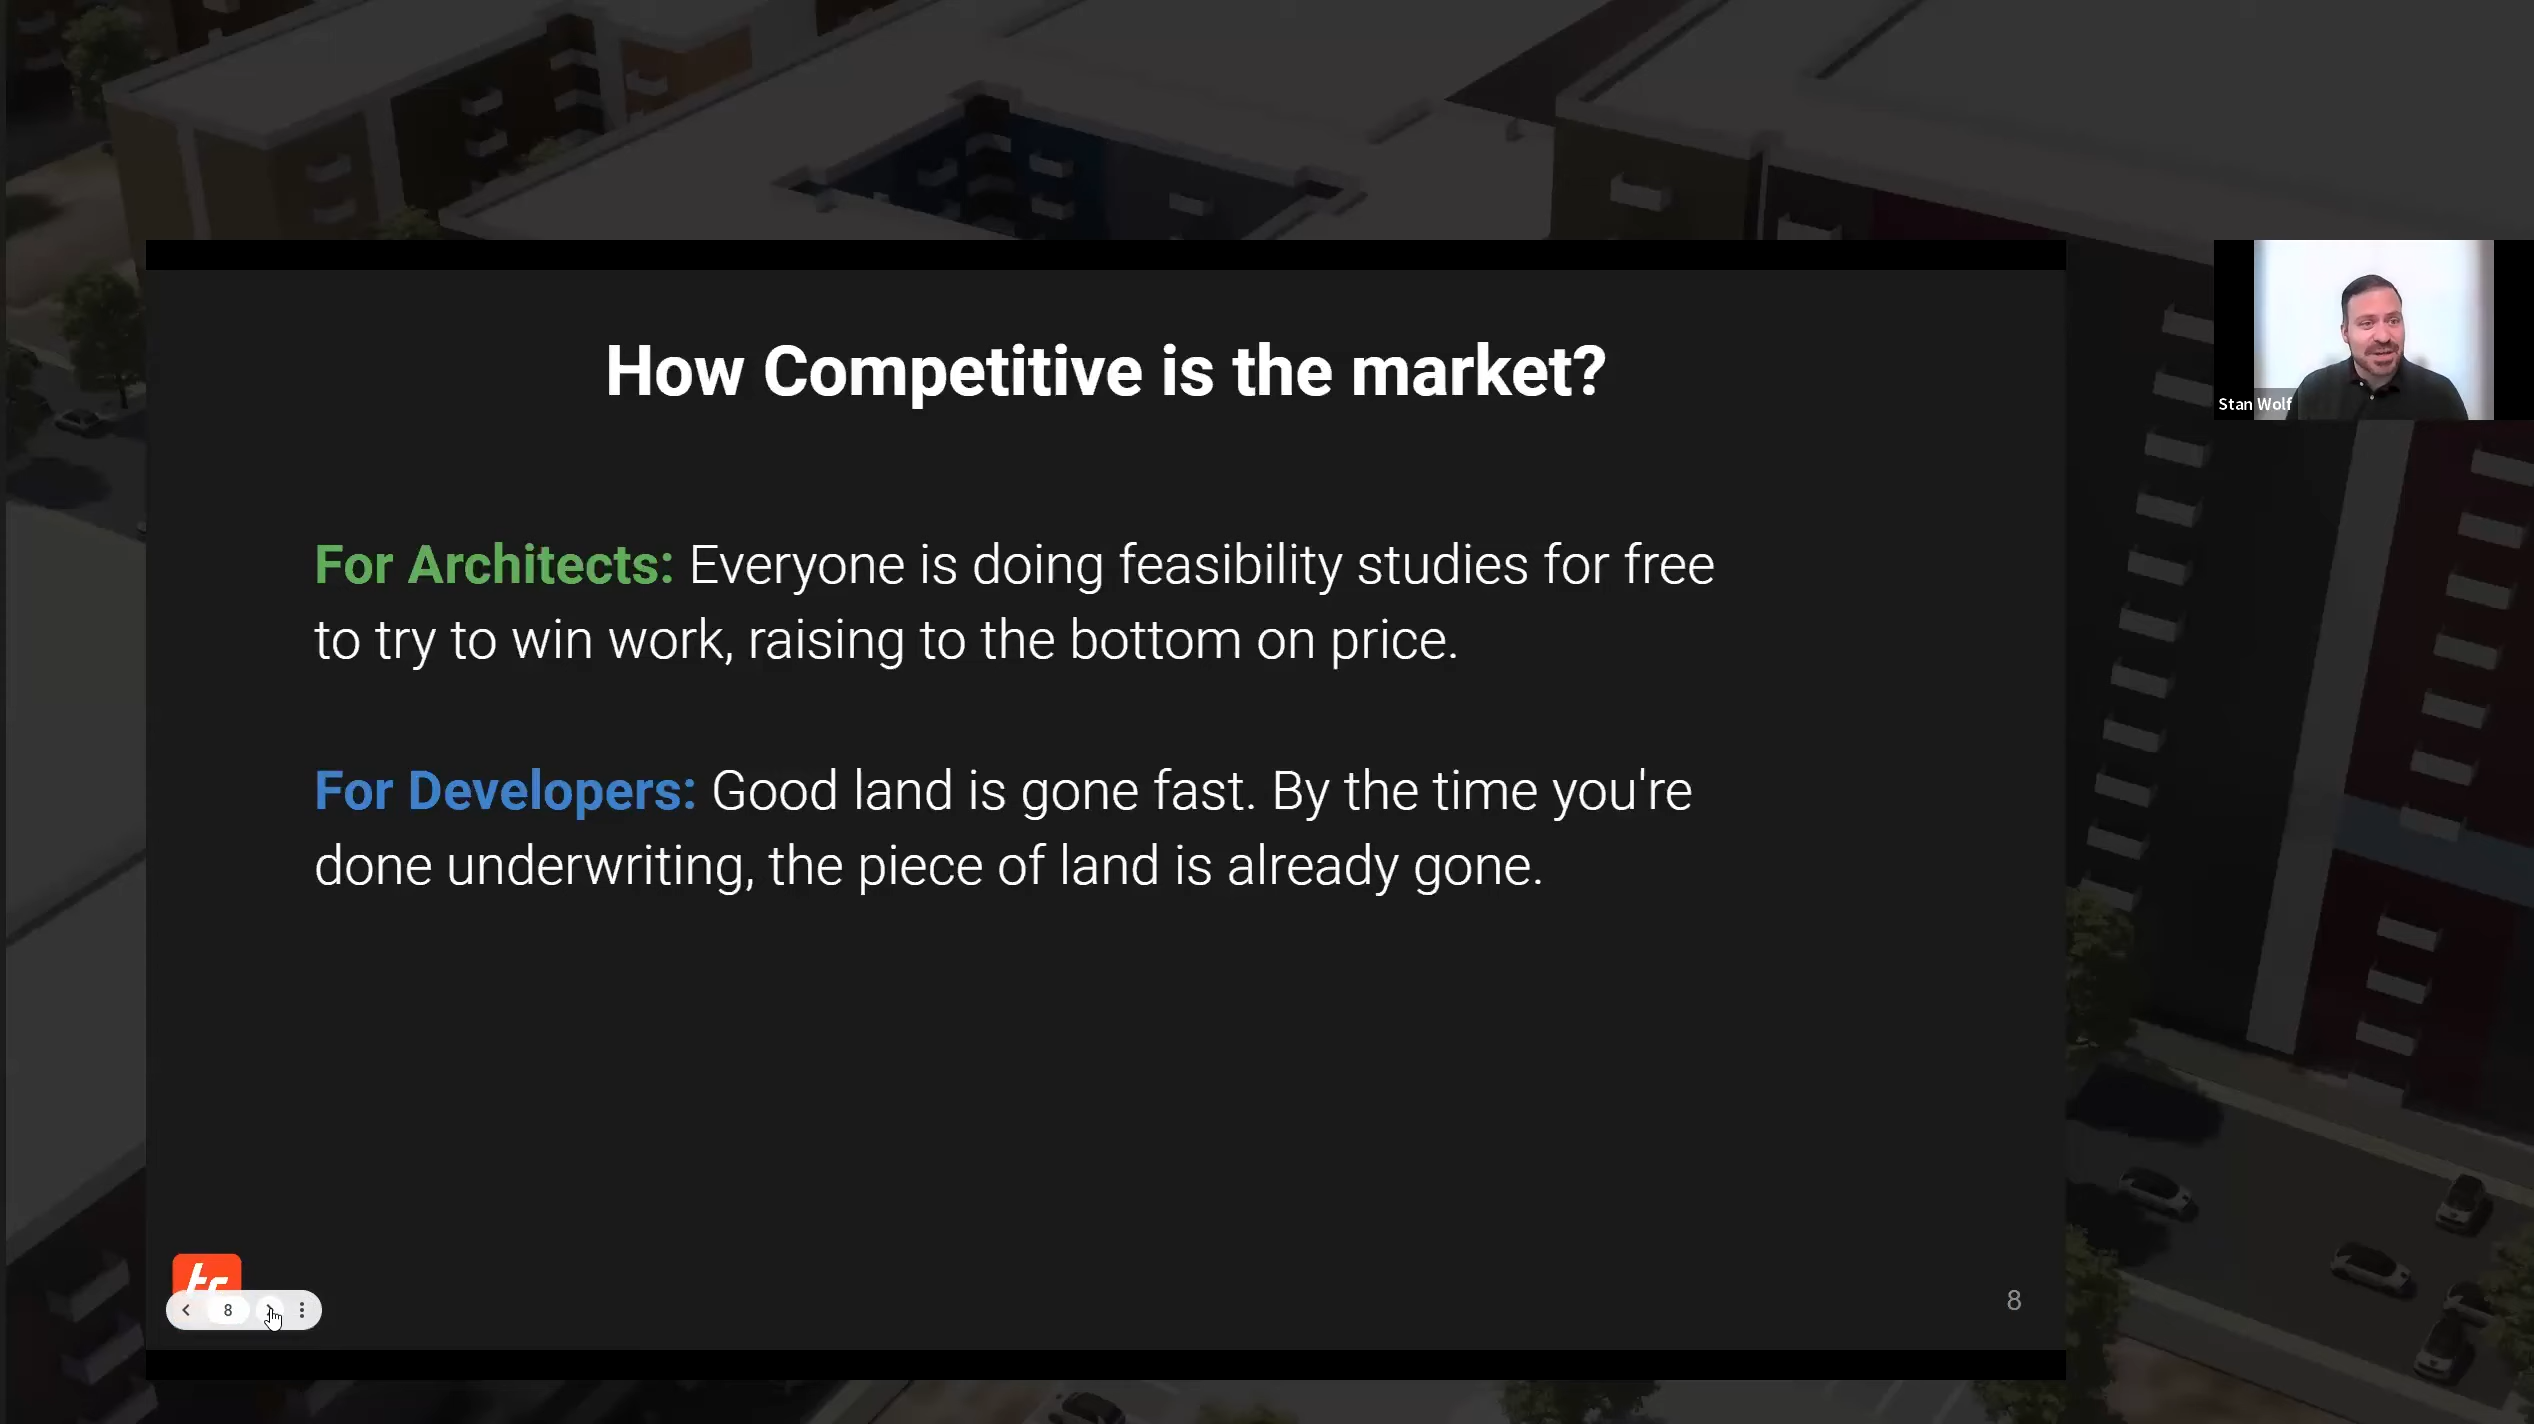 How Competitive is the market?
Stan Wolf
For Architects: Everyone is doing feasibility studies for free
to try to win work, raising to the bottom on price.
For Developers: Good land is gone fast. By the time you're
done underwriting, the piece of land is already gone.
8
8